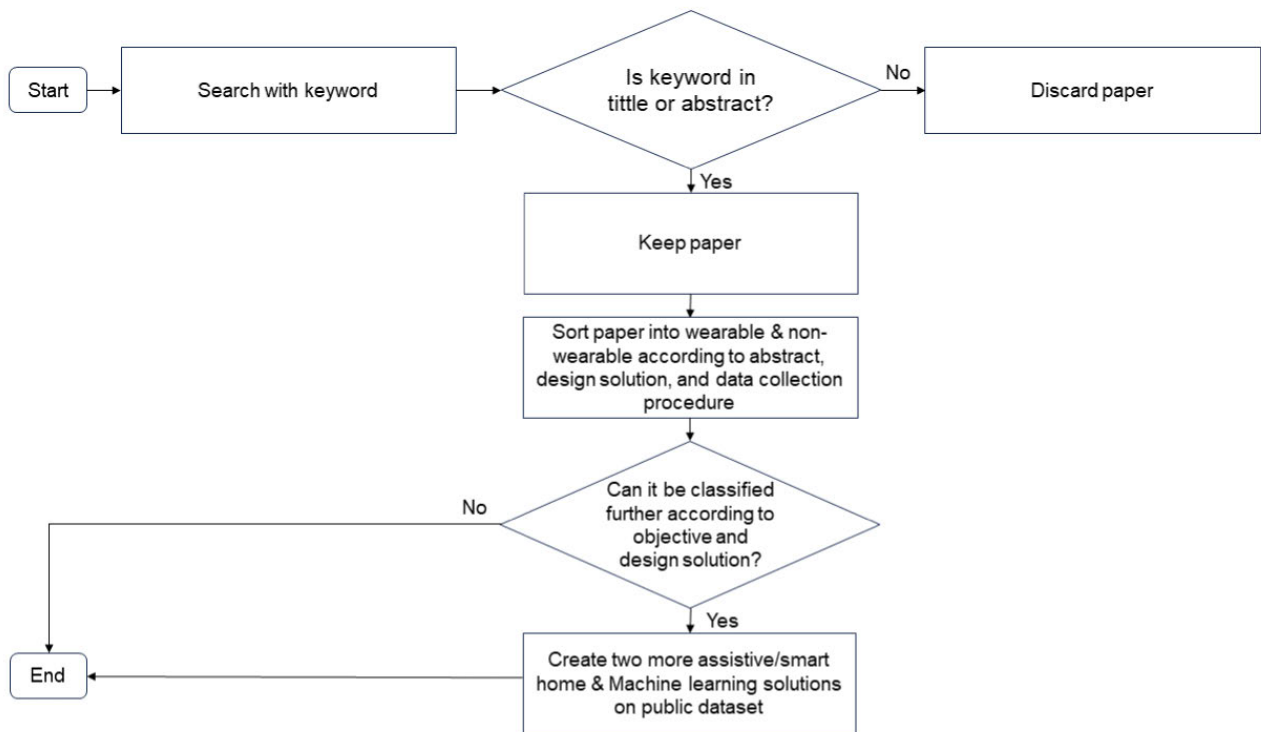 Start
Search with keyword
Is keyword in
tittle or abstract?
No
Discard paper
Yes
Keep paper
Sort paper into wearable & non-
wearable according to abstract,
design solution, and data collection
procedure
No
Can it be classified
further according to
objective and
design solution?
Yes
End
Create two more assistive/smart
home & Machine learning solutions
on public dataset